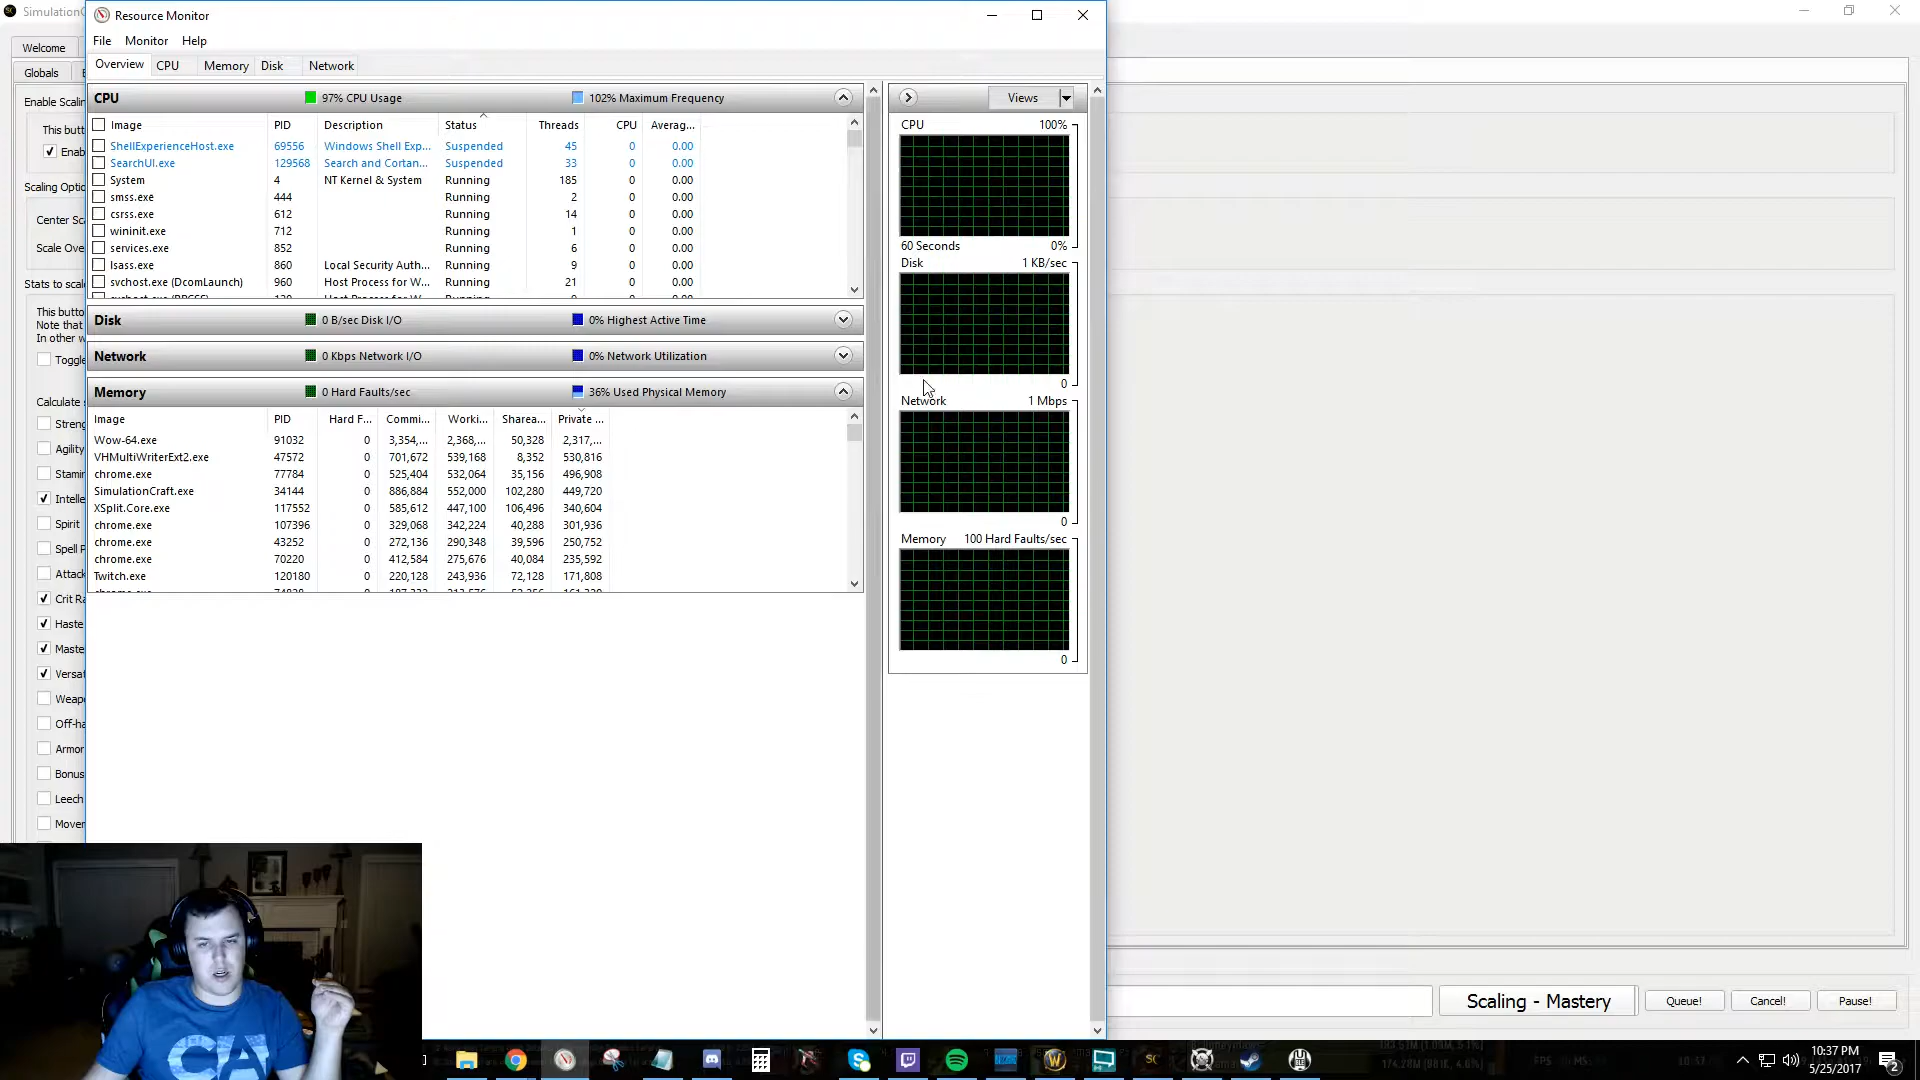 SimulationC
Resource Monitor
File Monitor Help
Overview CPU Memory Disk Network
Welcome
Globals
Enable Scalin
This butt
Enab
Scaling Optio
Center Sca
Scale Ove
Stats to scale
This butto
Note that
In other w
Toggle
Calculate s
Streng
Agility
Stamin
Intelle
Spirit
Spell P
Attack
Crit Ra
Haste
Maste
Versat
Weapo
Off-ha
Armor
Bonus
Leech
Mover
CPU 97% CPU Usage 102% Maximum Frequency
Image PID Description Status Threads CPU Averag...
ShellExperienceHost.exe 69556 Windows Shell Exp... Suspended 45 0 0.00
SearchUI.exe 129568 Search and Cortan... Suspended 33 0 0.00
System 4 NT Kernel & System Running 185 0 0.00
smss.exe 444 Running 2 0 0.00
csrss.exe 612 Running 14 0 0.00
wininit.exe 712 Running 1 0 0.00
services.exe 852 Running 6 0 0.00
lsass.exe 860 Local Security Auth... Running 9 0 0.00
svchost.exe (DcomLaunch) 960 Host Process for W... Running 21 0 0.00
Disk 0 B/sec Disk I/O 0% Highest Active Time
Network 0 Kbps Network I/O 0% Network Utilization
Memory 0 Hard Faults/sec 36% Used Physical Memory
Image PID Hard F... Commi... Worki... Sharea... Private ...
Wow-64.exe 91032 0 3,354,... 2,368,... 50,328 2,317,...
VHMultiWriterExt2.exe 47572 0 701,672 539,168 8,352 530,816
chrome.exe 77784 0 525,404 532,064 35,156 496,908
SimulationCraft.exe 34144 0 886,884 552,000 102,280 449,720
XSplit.Core.exe 117552 0 585,612 447,100 106,496 340,604
chrome.exe 107396 0 329,068 342,224 40,288 301,936
chrome.exe 43252 0 272,136 290,348 39,596 250,752
chrome.exe 70220 0 412,584 275,676 40,084 235,592
Twitch.exe 120180 0 220,128 243,936 72,128 171,808
Views
CPU 100%
60 Seconds 0%
Disk 1 KB/sec
0
Network 1 Mbps
0
Memory 100 Hard Faults/sec
0
Scaling - Mastery Queue! Cancel! Pause!
CA
10:37 PM
5/25/2017
2